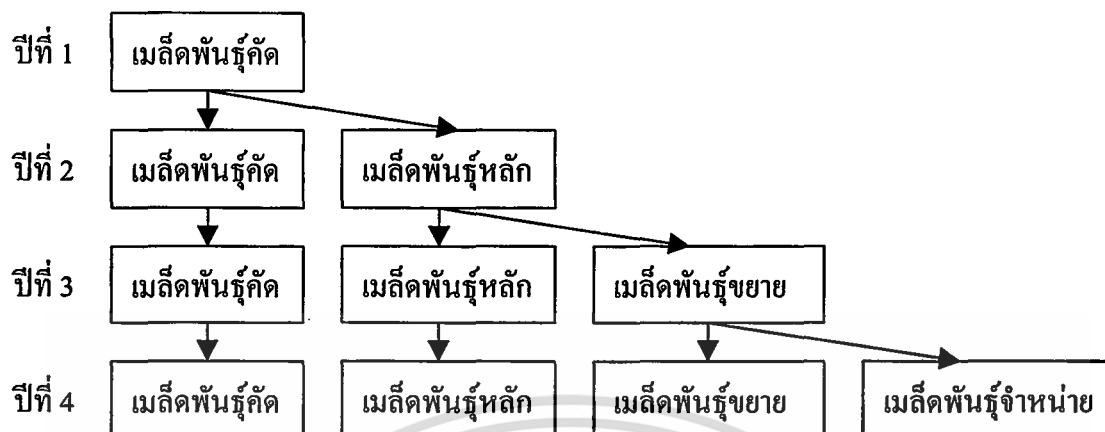 ปีที่ 1 เมล็ดพันธุ์คัด
ปีที่ 2 เมล็ดพันธุ์คัด เมล็ดพันธุ์หลัก
ปีที่ 3 เมล็ดพันธุ์คัด เมล็ดพันธุ์หลัก เมล็ดพันธุ์ขยาย
ปีที่ 4 เมล็ดพันธุ์คัด เมล็ดพันธุ์หลัก เมล็ดพันธุ์ขยาย เมล็ดพันธุ์จำหน่าย